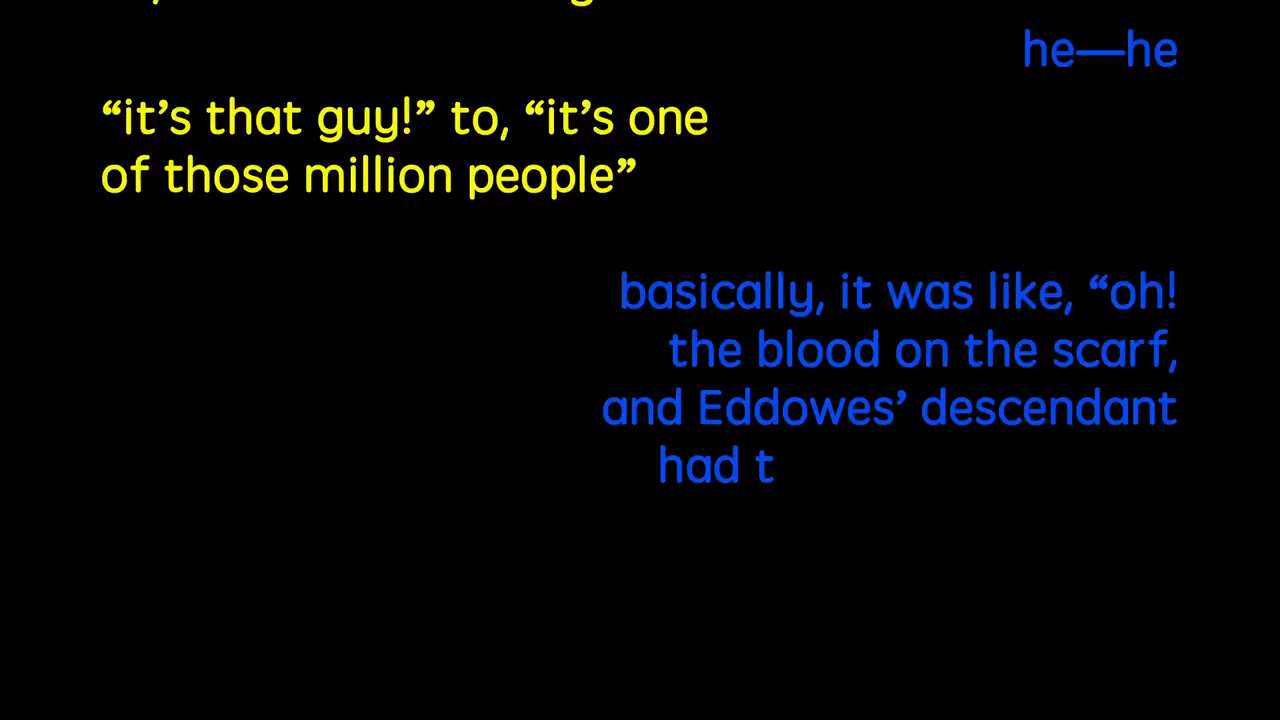 he—he
“it’s that guy!” to, “it’s one
of those million people”
basically, it was like, “oh!
the blood on the scarf,
and Eddowes’ descendant
had t